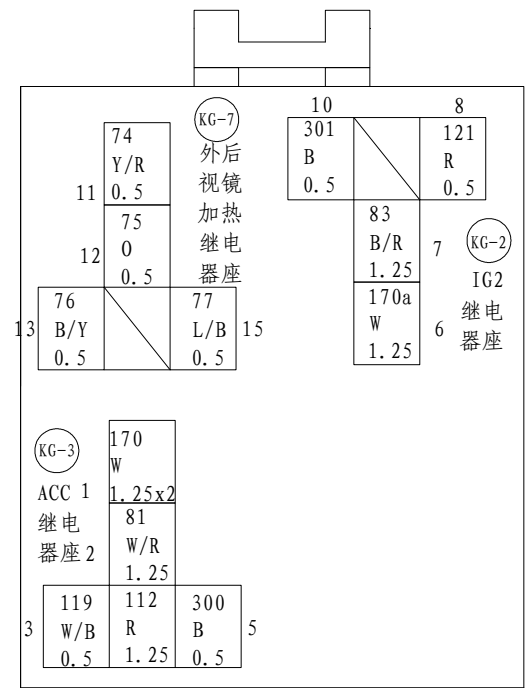 KG-7
外后
视镜
加热
继电
器座
11
74
Y/R
0.5
12
75
O
0.5
13
76
B/Y
0.5
77
L/B
0.5
15
10
8
301
B
0.5
121
R
0.5
83
B/R
1.25
7
170a
W
1.25
6
KG-2
IG2
继电
器座
KG-3
ACC 1
继电
器座 2
170
W
1.25x2
81
W/R
1.25
3
119
W/B
0.5
112
R
1.25
300
B
0.5
5